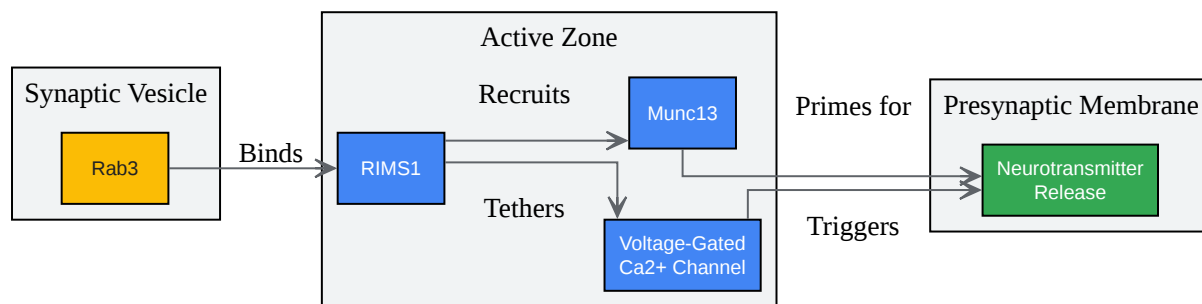 Active Zone
Synaptic Vesicle
Rab3
Binds
RIMS1
Recruits
Munc13
Tethers
Voltage-Gated
Ca2+ Channel
Primes for
Triggers
Presynaptic Membrane
Neurotransmitter
Release